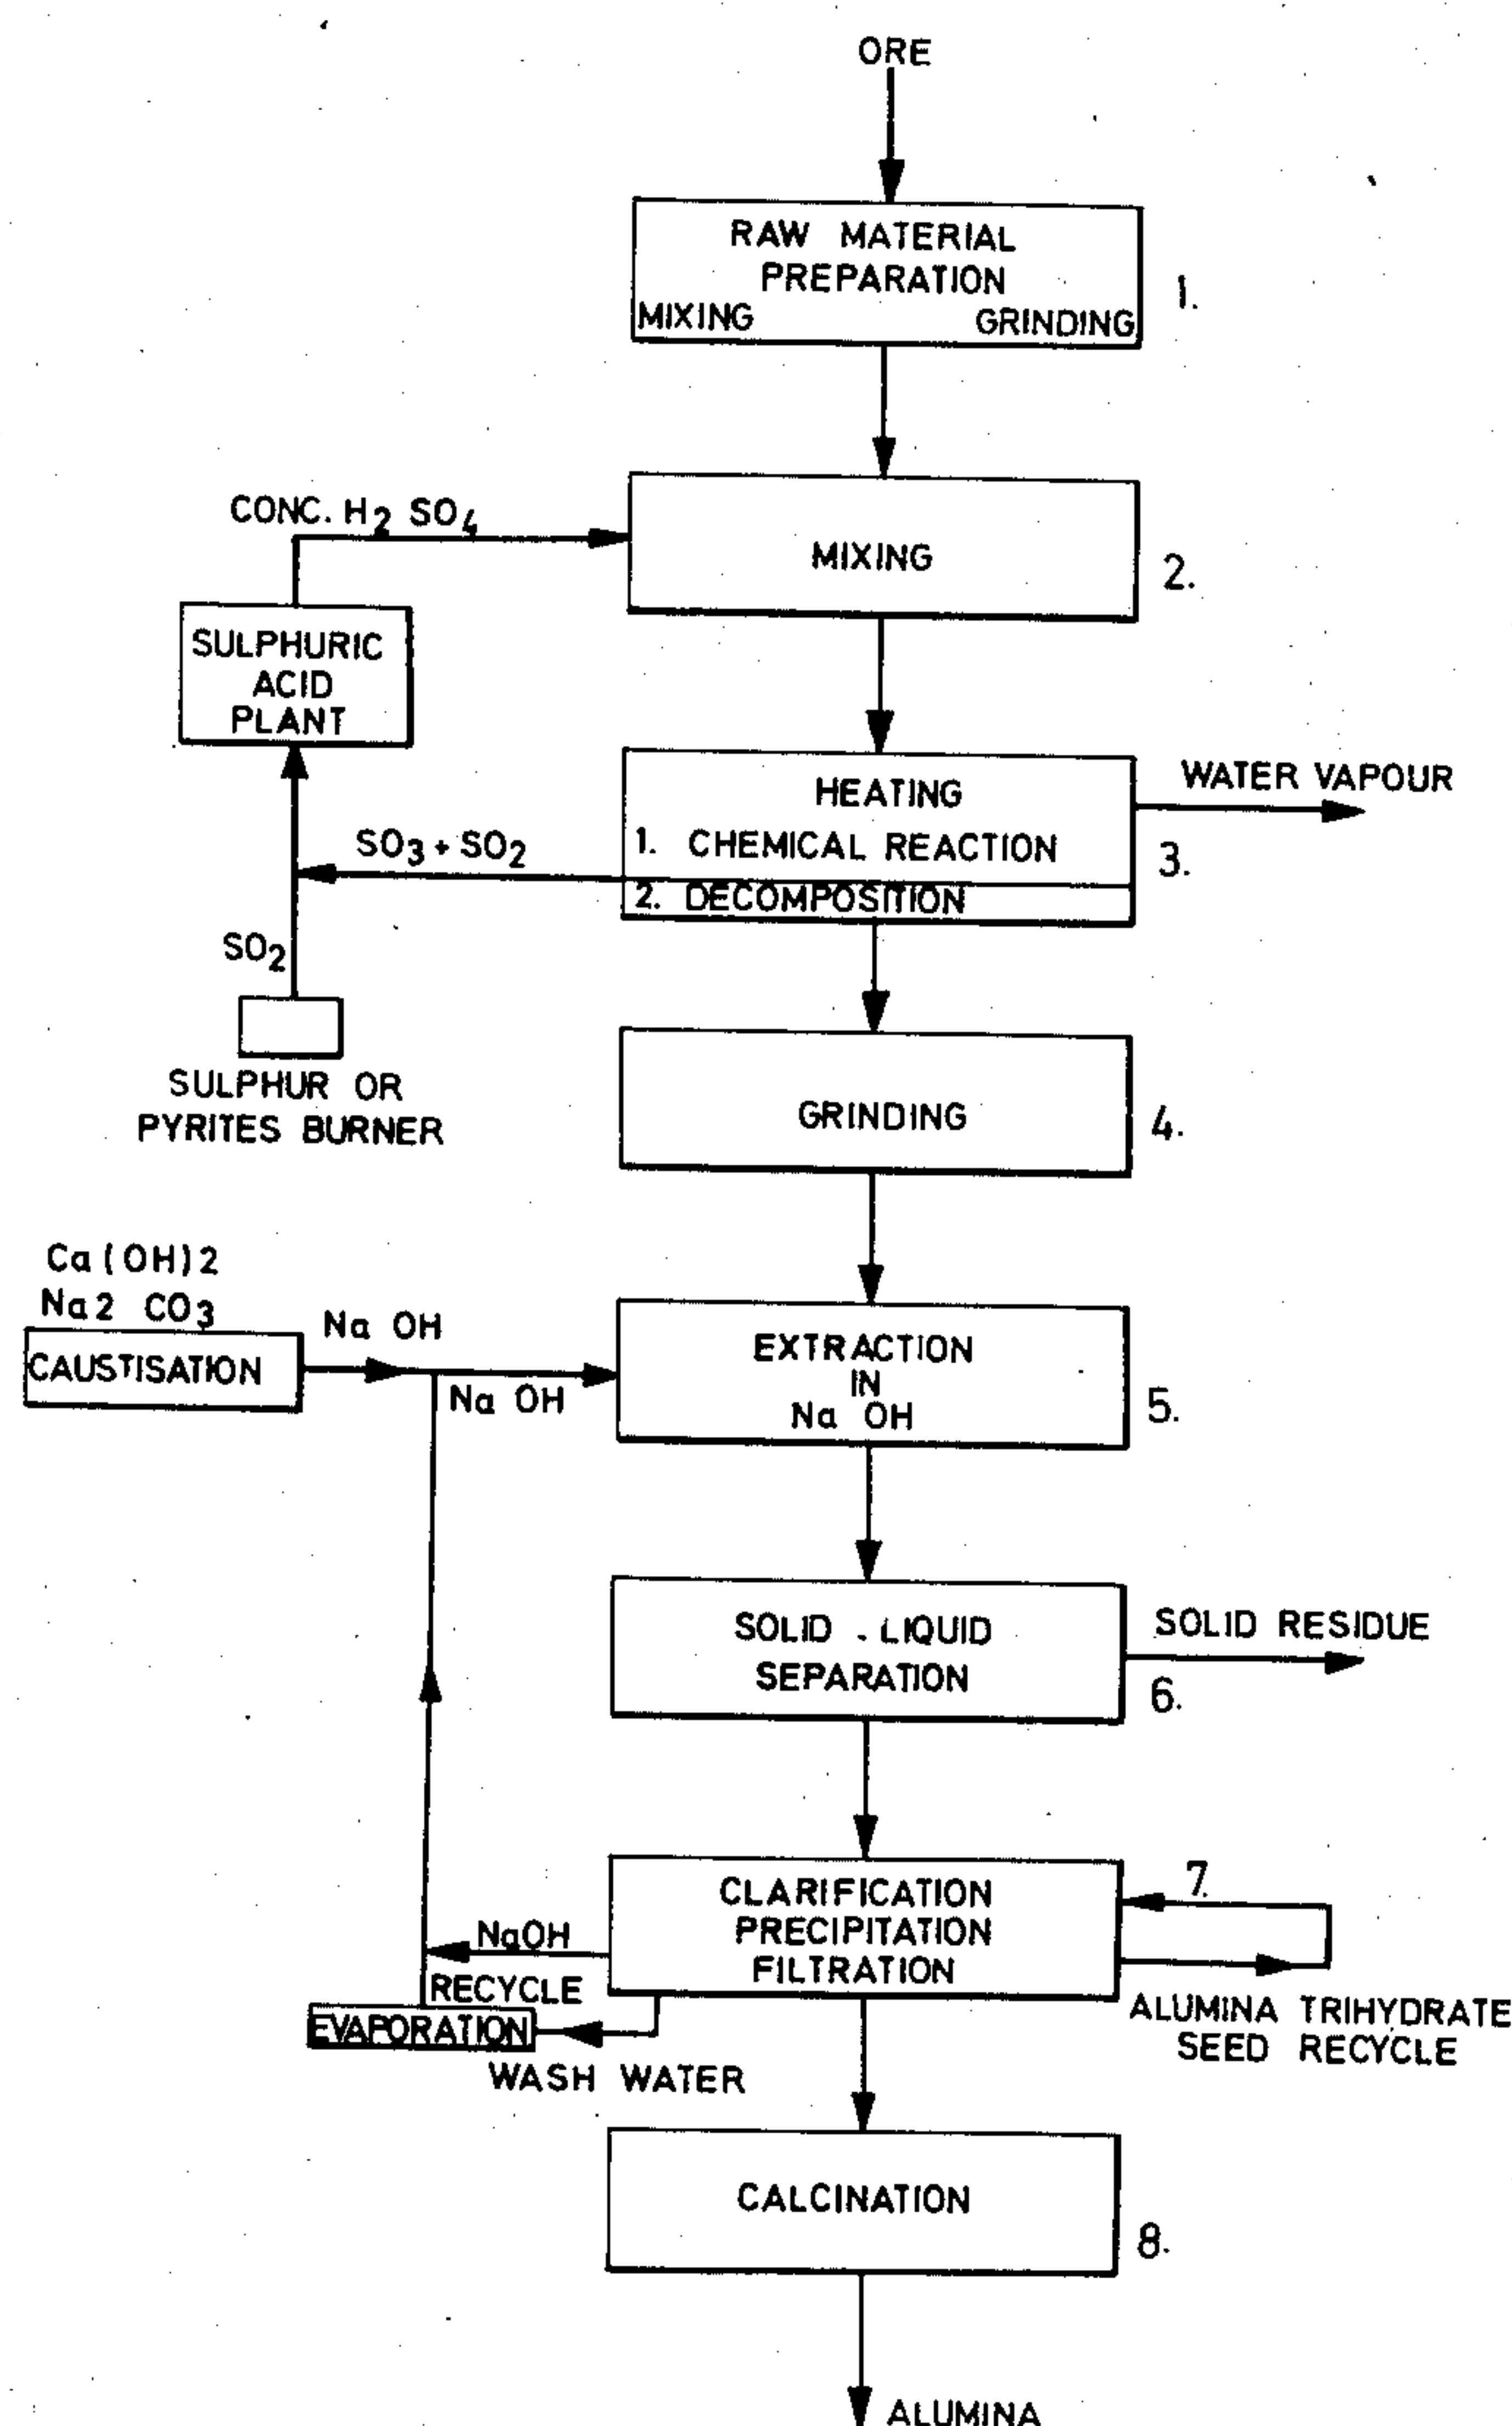 ORE
RAW MATERIAL
PREPARATION
MIXING GRINDING
1.
CONC. H2 SO4
MIXING
2.
SULPHURIC
ACID
PLANT
HEATING
1. CHEMICAL REACTION
2. DECOMPOSITION
3.
WATER VAPOUR
SO3 + SO2
SO2
SULPHUR OR
PYRITES BURNER
GRINDING
4.
Ca(OH)2
Na2 CO3
CAUSTISATION
Na OH
Na OH
EXTRACTION
IN
Na OH
5.
SOLID - LIQUID
SEPARATION
6.
SOLID RESIDUE
CLARIFICATION
PRECIPITATION
FILTRATION
7.
NaOH
RECYCLE
EVAPORATION
WASH WATER
ALUMINA TRIHYDRATE
SEED RECYCLE
CALCINATION
8.
ALUMINA